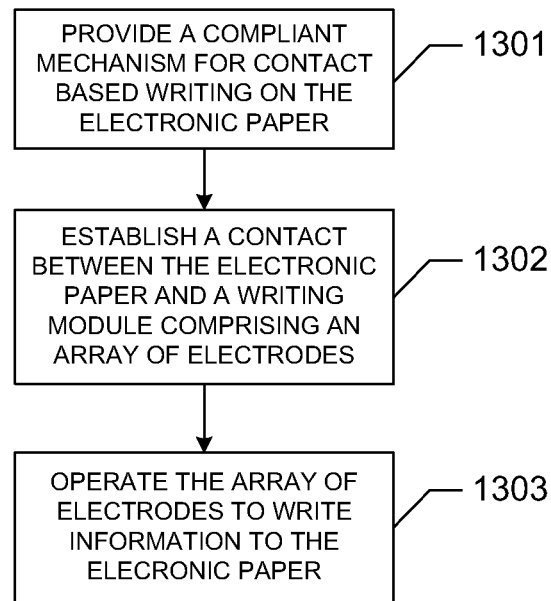 PROVIDE A COMPLIANT
MECHANISM FOR CONTACT
BASED WRITING ON THE
ELECTRONIC PAPER
1301
ESTABLISH A CONTACT
BETWEEN THE ELECTRONIC
PAPER AND A WRITING
MODULE COMPRISING AN
ARRAY OF ELECTRODES
1302
OPERATE THE ARRAY OF
ELECTRODES TO WRITE
INFORMATION TO THE
ELECRONIC PAPER
1303